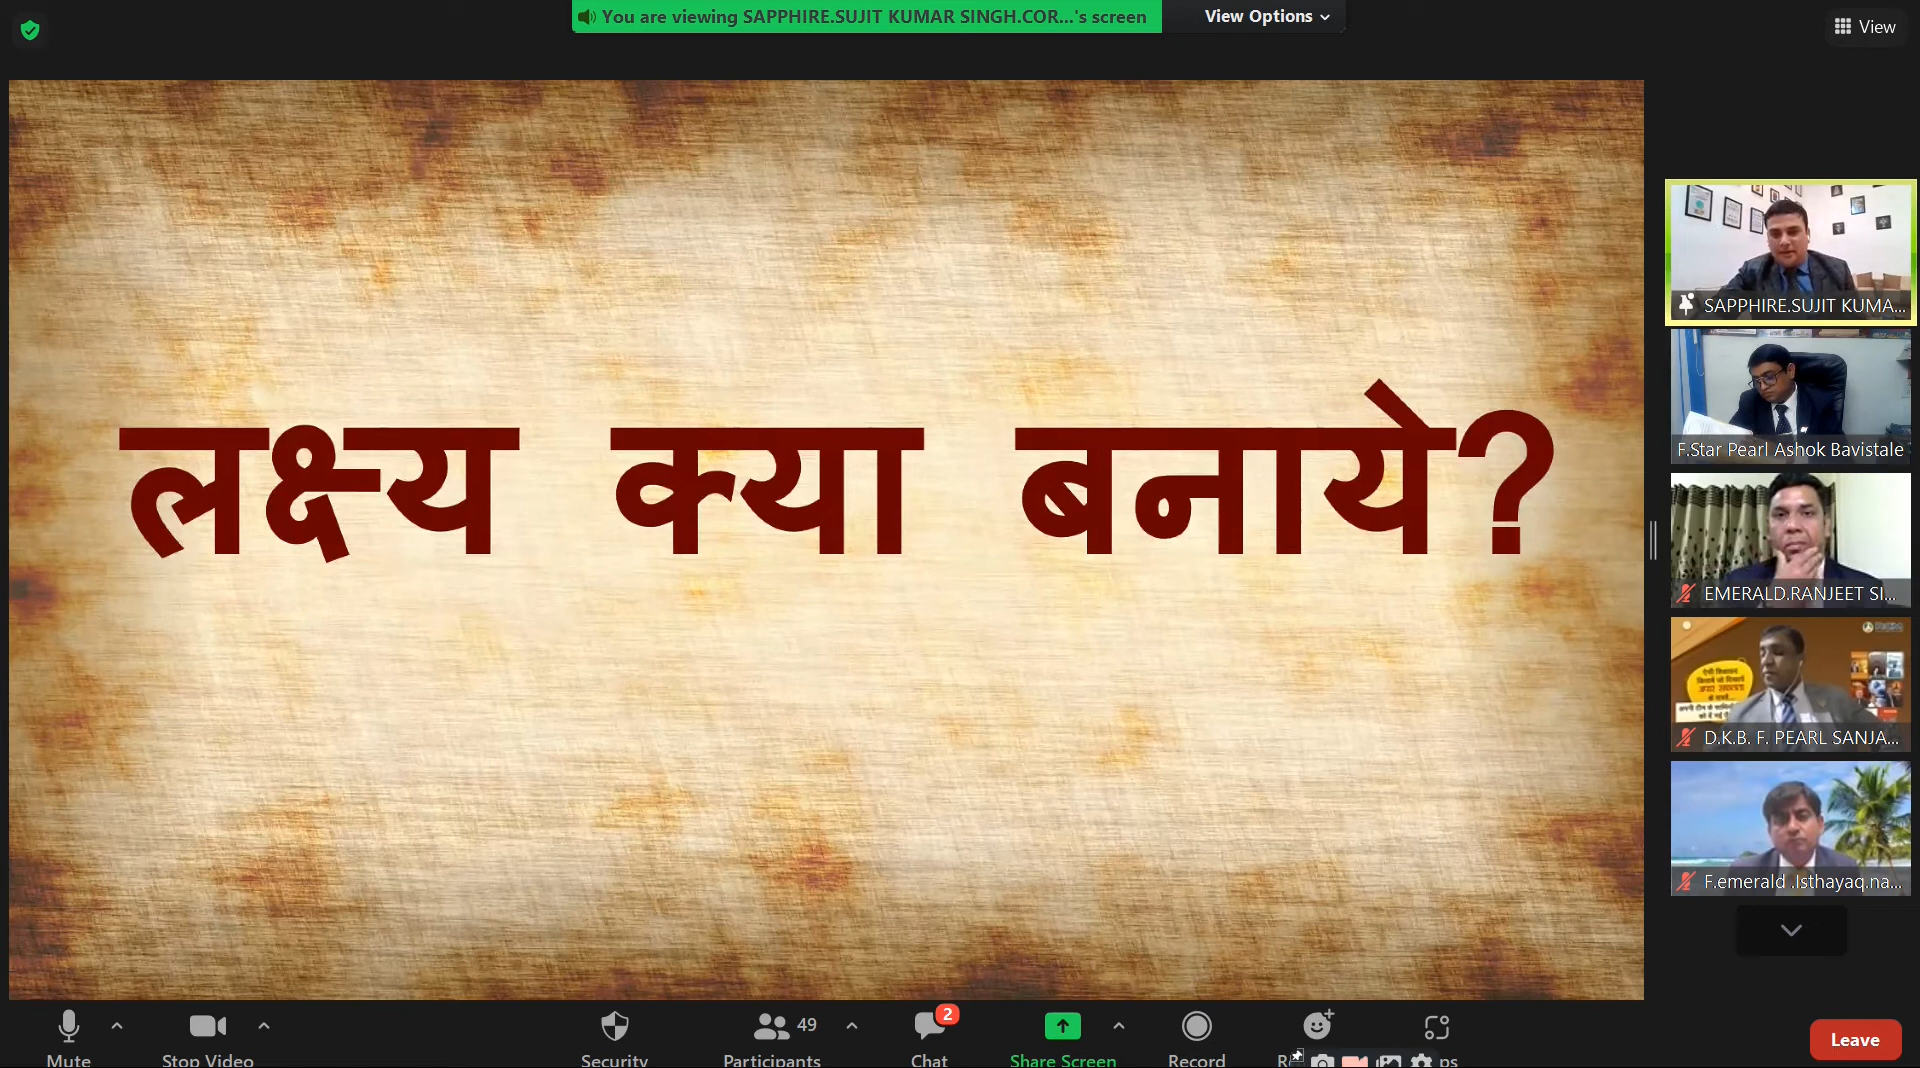 You are viewing SAPPHIRE.SUJIT KUMAR SINGH.COR...'s screen
View Options
View
लक्ष्य क्या बनाये?
SAPPHIRE.SUJIT KUMA...
F.Star Pearl Ashok Bavistale
EMERALD.RANJEET SI...
D.K.B. F. PEARL SANJA...
F.emerald .Isthayaq.na...
Mute
Stop Video
Security
49
Participants
2
Chat
Share Screen
Record
ps
Leave